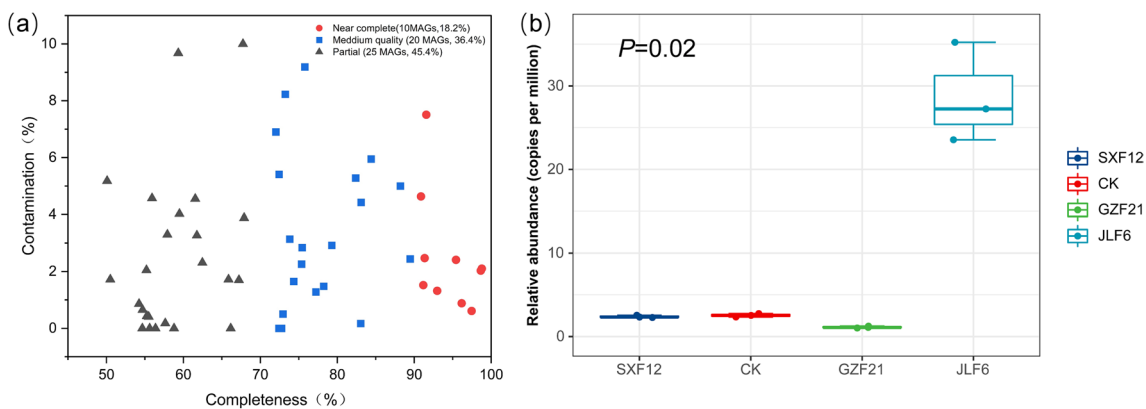 (a)
Near complete(10MAGs,18.2%)
Meddium quality (20 MAGs, 36.4%)
Partial (25 MAGs, 45.4%)
Contamination (%)
10
8
6
4
2
0
50
60
70
80
90
100
Completeness (%)
(b)
P=0.02
Relative abundance (copies per million)
30
20
10
0
SXF12
CK
GZF21
JLF6
SXF12
CK
GZF21
JLF6